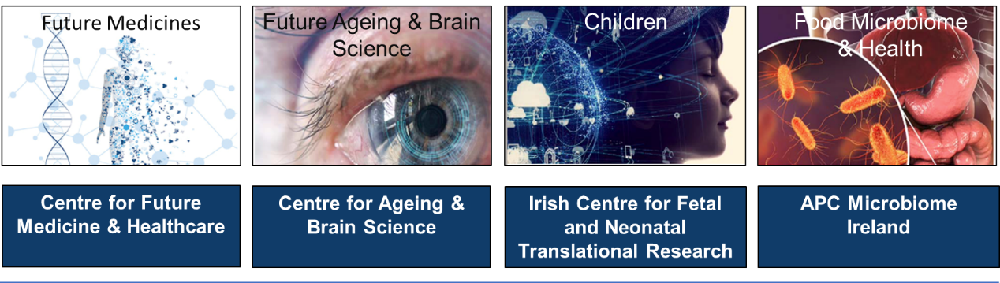 Future Medicines
Future Ageing & Brain
Science
Children
Food Microbiome
& Health
Centre for Future
Medicine & Healthcare
Centre for Ageing &
Brain Science
Irish Centre for Fetal
and Neonatal
Translational Research
APC Microbiome
Ireland